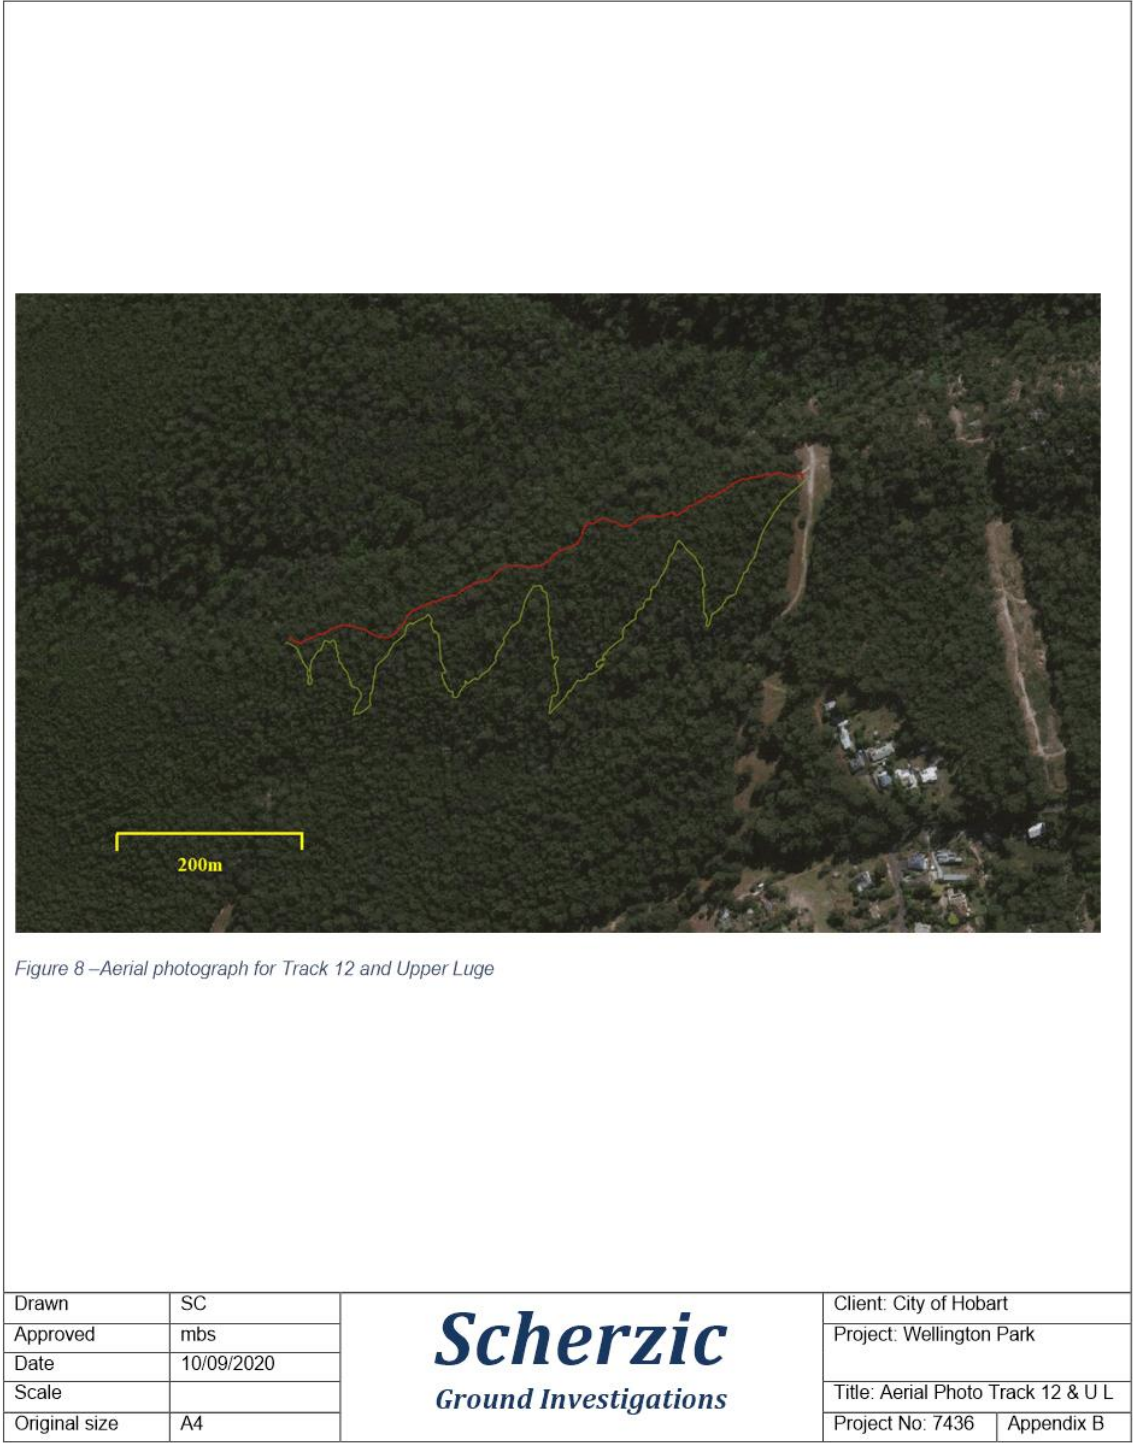 200m
Figure 8 –Aerial photograph for Track 12 and Upper Luge
Drawn SC
Approved mbs
Date 10/09/2020
Scale
Original size A4
Scherzic
Ground Investigations
Client: City of Hobart
Project: Wellington Park
Title: Aerial Photo Track 12 & U L
Project No: 7436 Appendix B